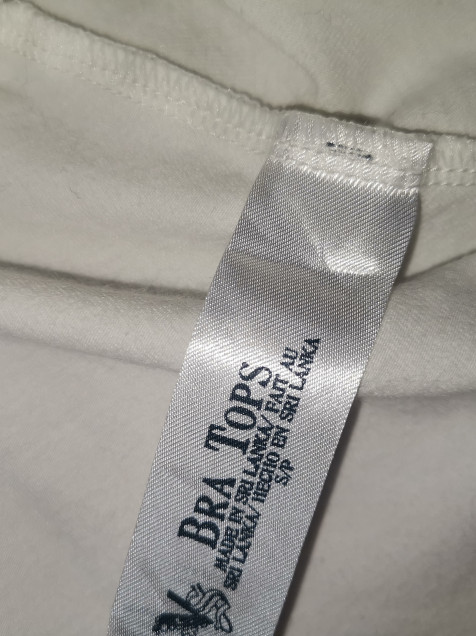 BRA TOPS
MADE IN SRI LANKA/ FAIT AU
SRI LANKA/ HECHO EN SRI LANKA
S/P